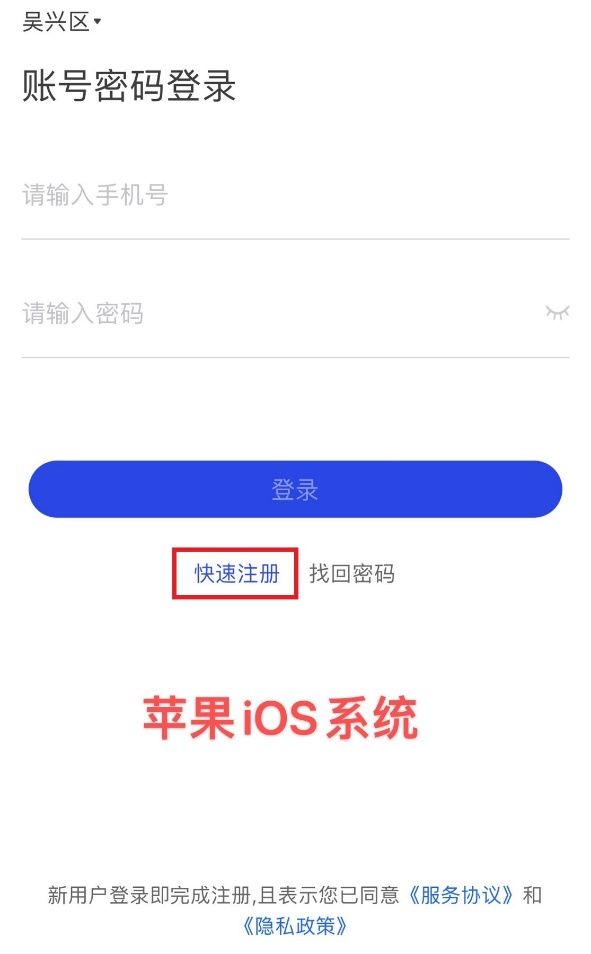 吴兴区
账号密码登录
请输入手机号
请输入密码
登录
快速注册 找回密码
苹果iOS系统
新用户登录即完成注册,且表示您已同意《服务协议》和
《隐私政策》